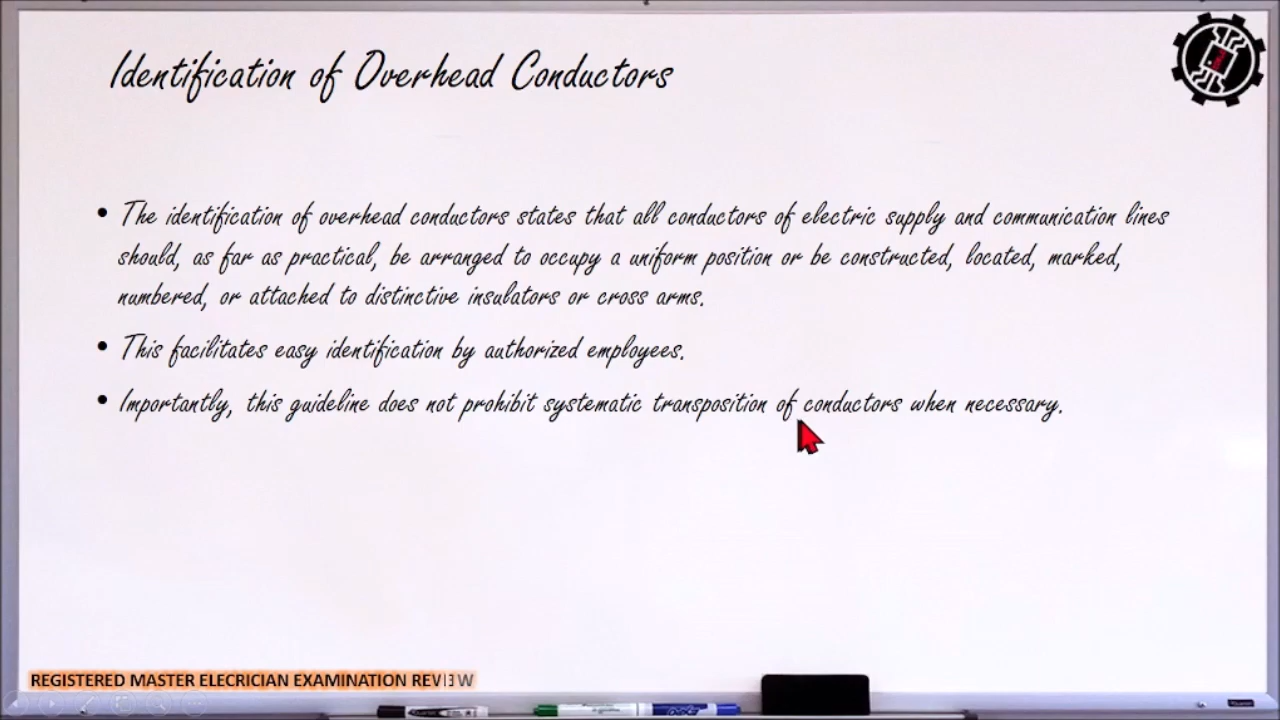 Identification of Overhead Conductors
• The identification of overhead conductors states that all conductors of electric supply and communication lines
should, as far as practical, be arranged to occupy a uniform position or be constructed, located, marked,
numbered, or attached to distinctive insulators or cross arms.
• This facilitates easy identification by authorized employees.
• Importantly, this guideline does not prohibit systematic transposition of conductors when necessary.
REGISTERED MASTER ELECRICIAN EXAMINATION REVIEW